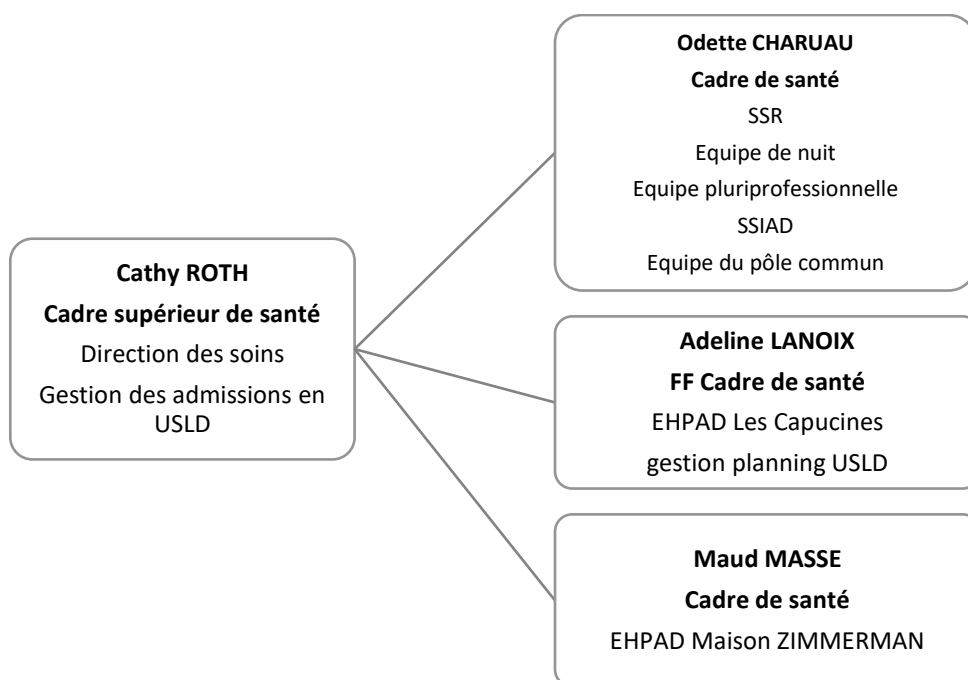 Cathy ROTH
Cadre supérieur de santé
Direction des soins
Gestion des admissions en
USLD
Odette CHARUAU
Cadre de santé
SSR
Equipe de nuit
Equipe pluriprofessionnelle
SSIAD
Equipe du pôle commun
Adeline LANOIX
FF Cadre de santé
EHPAD Les Capucines
gestion planning USLD
Maud MASSE
Cadre de santé
EHPAD Maison ZIMMERMAN